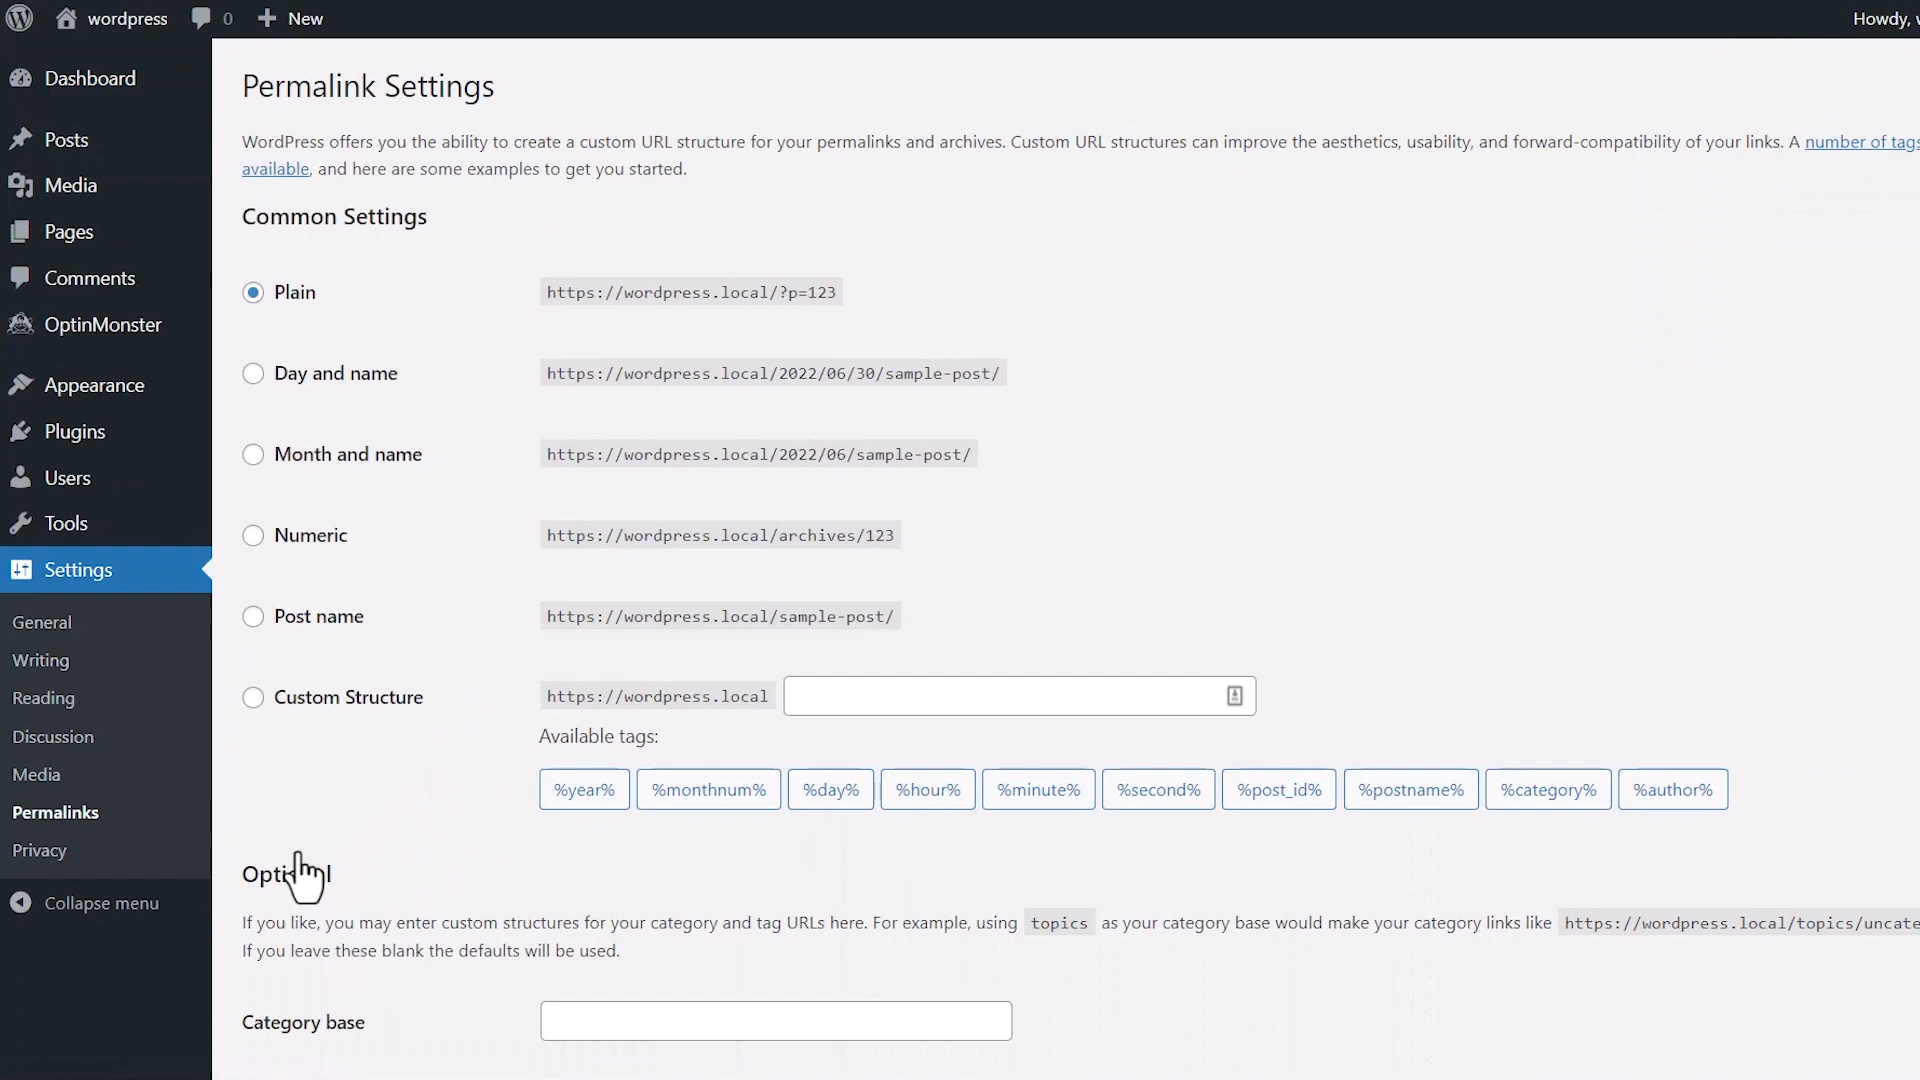 wordpress 0 New Howdy,
Dashboard
Posts
Media
Pages
Comments
OptinMonster
Appearance
Plugins
Users
Tools
Settings
General
Writing
Reading
Discussion
Media
Permalinks
Privacy
Collapse menu
Permalink Settings
WordPress offers you the ability to create a custom URL structure for your permalinks and archives. Custom URL structures can improve the aesthetics, usability, and forward-compatibility of your links. A number of tags
available, and here are some examples to get you started.
Common Settings
Plain https://wordpress.local/?p=123
Day and name https://wordpress.local/2022/06/30/sample-post/
Month and name https://wordpress.local/2022/06/sample-post/
Numeric https://wordpress.local/archives/123
Post name https://wordpress.local/sample-post/
Custom Structure https://wordpress.local
Available tags:
%year% %monthnum% %day% %hour% %minute% %second% %post_id% %postname% %category% %author%
If you like, you may enter custom structures for your category and tag URLs here. For example, using topics as your category base would make your category links like https://wordpress.local/topics/uncate
If you leave these blank the defaults will be used.
Category base